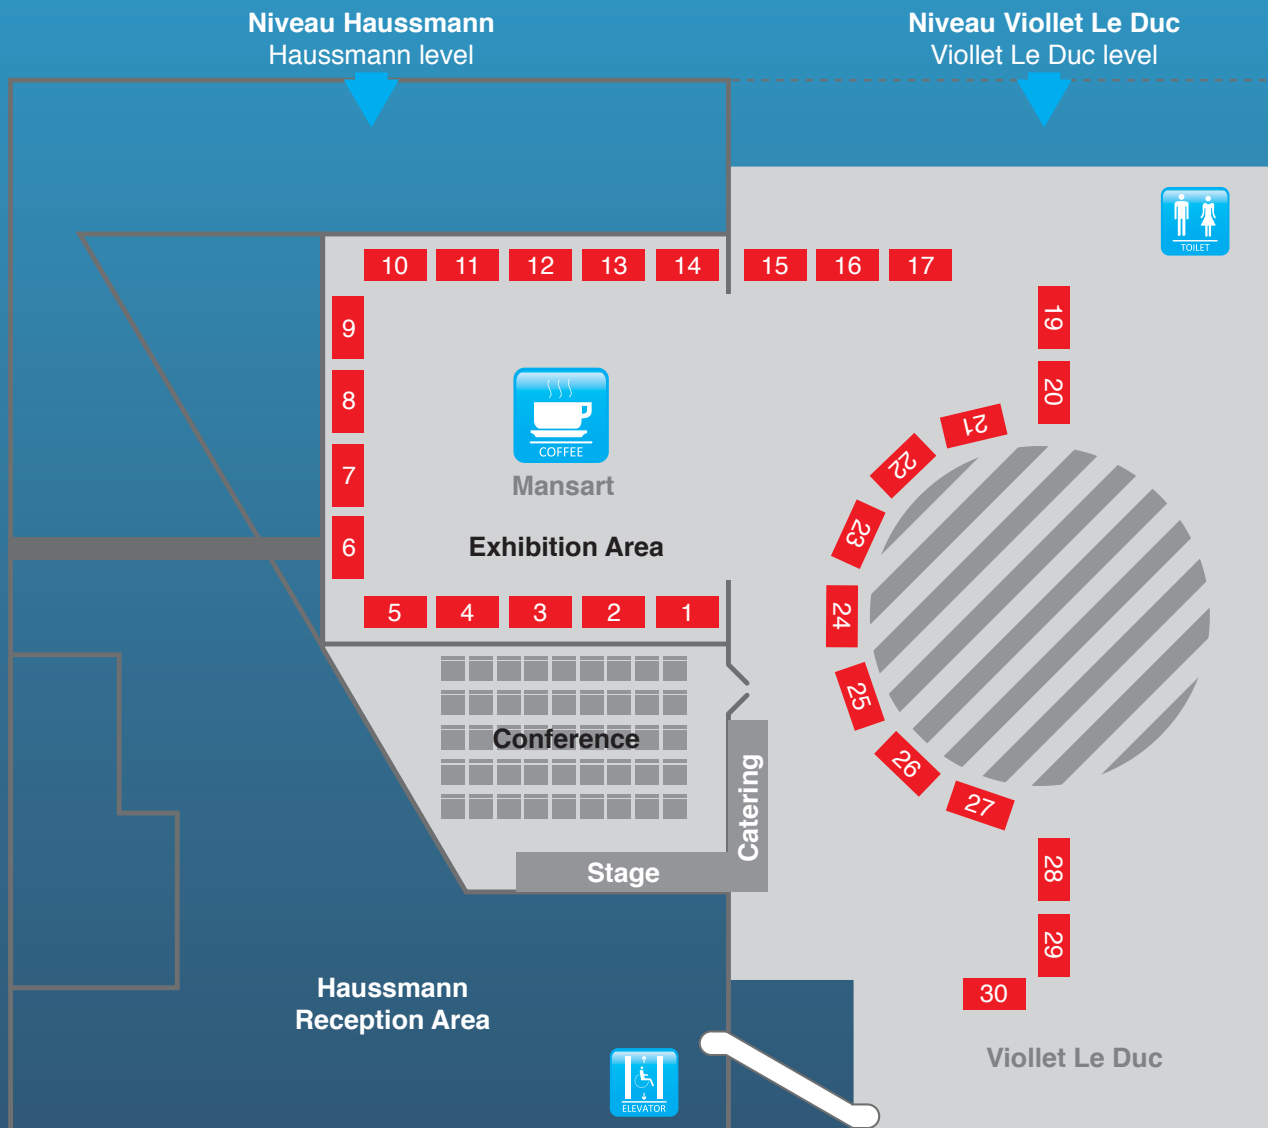 Niveau Haussmann
Haussmann level
Niveau Viollet Le Duc
Viollet Le Duc level
TOILET
10 11 12 13 14 15 16 17
9
19
8
20
COFFEE
Mansart
21
22
7
23
6
Exhibition Area
5 4 3 2 1
24
25
Conference
26
Catering
27
Stage
28
29
Haussmann
Reception Area
30
Viollet Le Duc
ELEVATOR